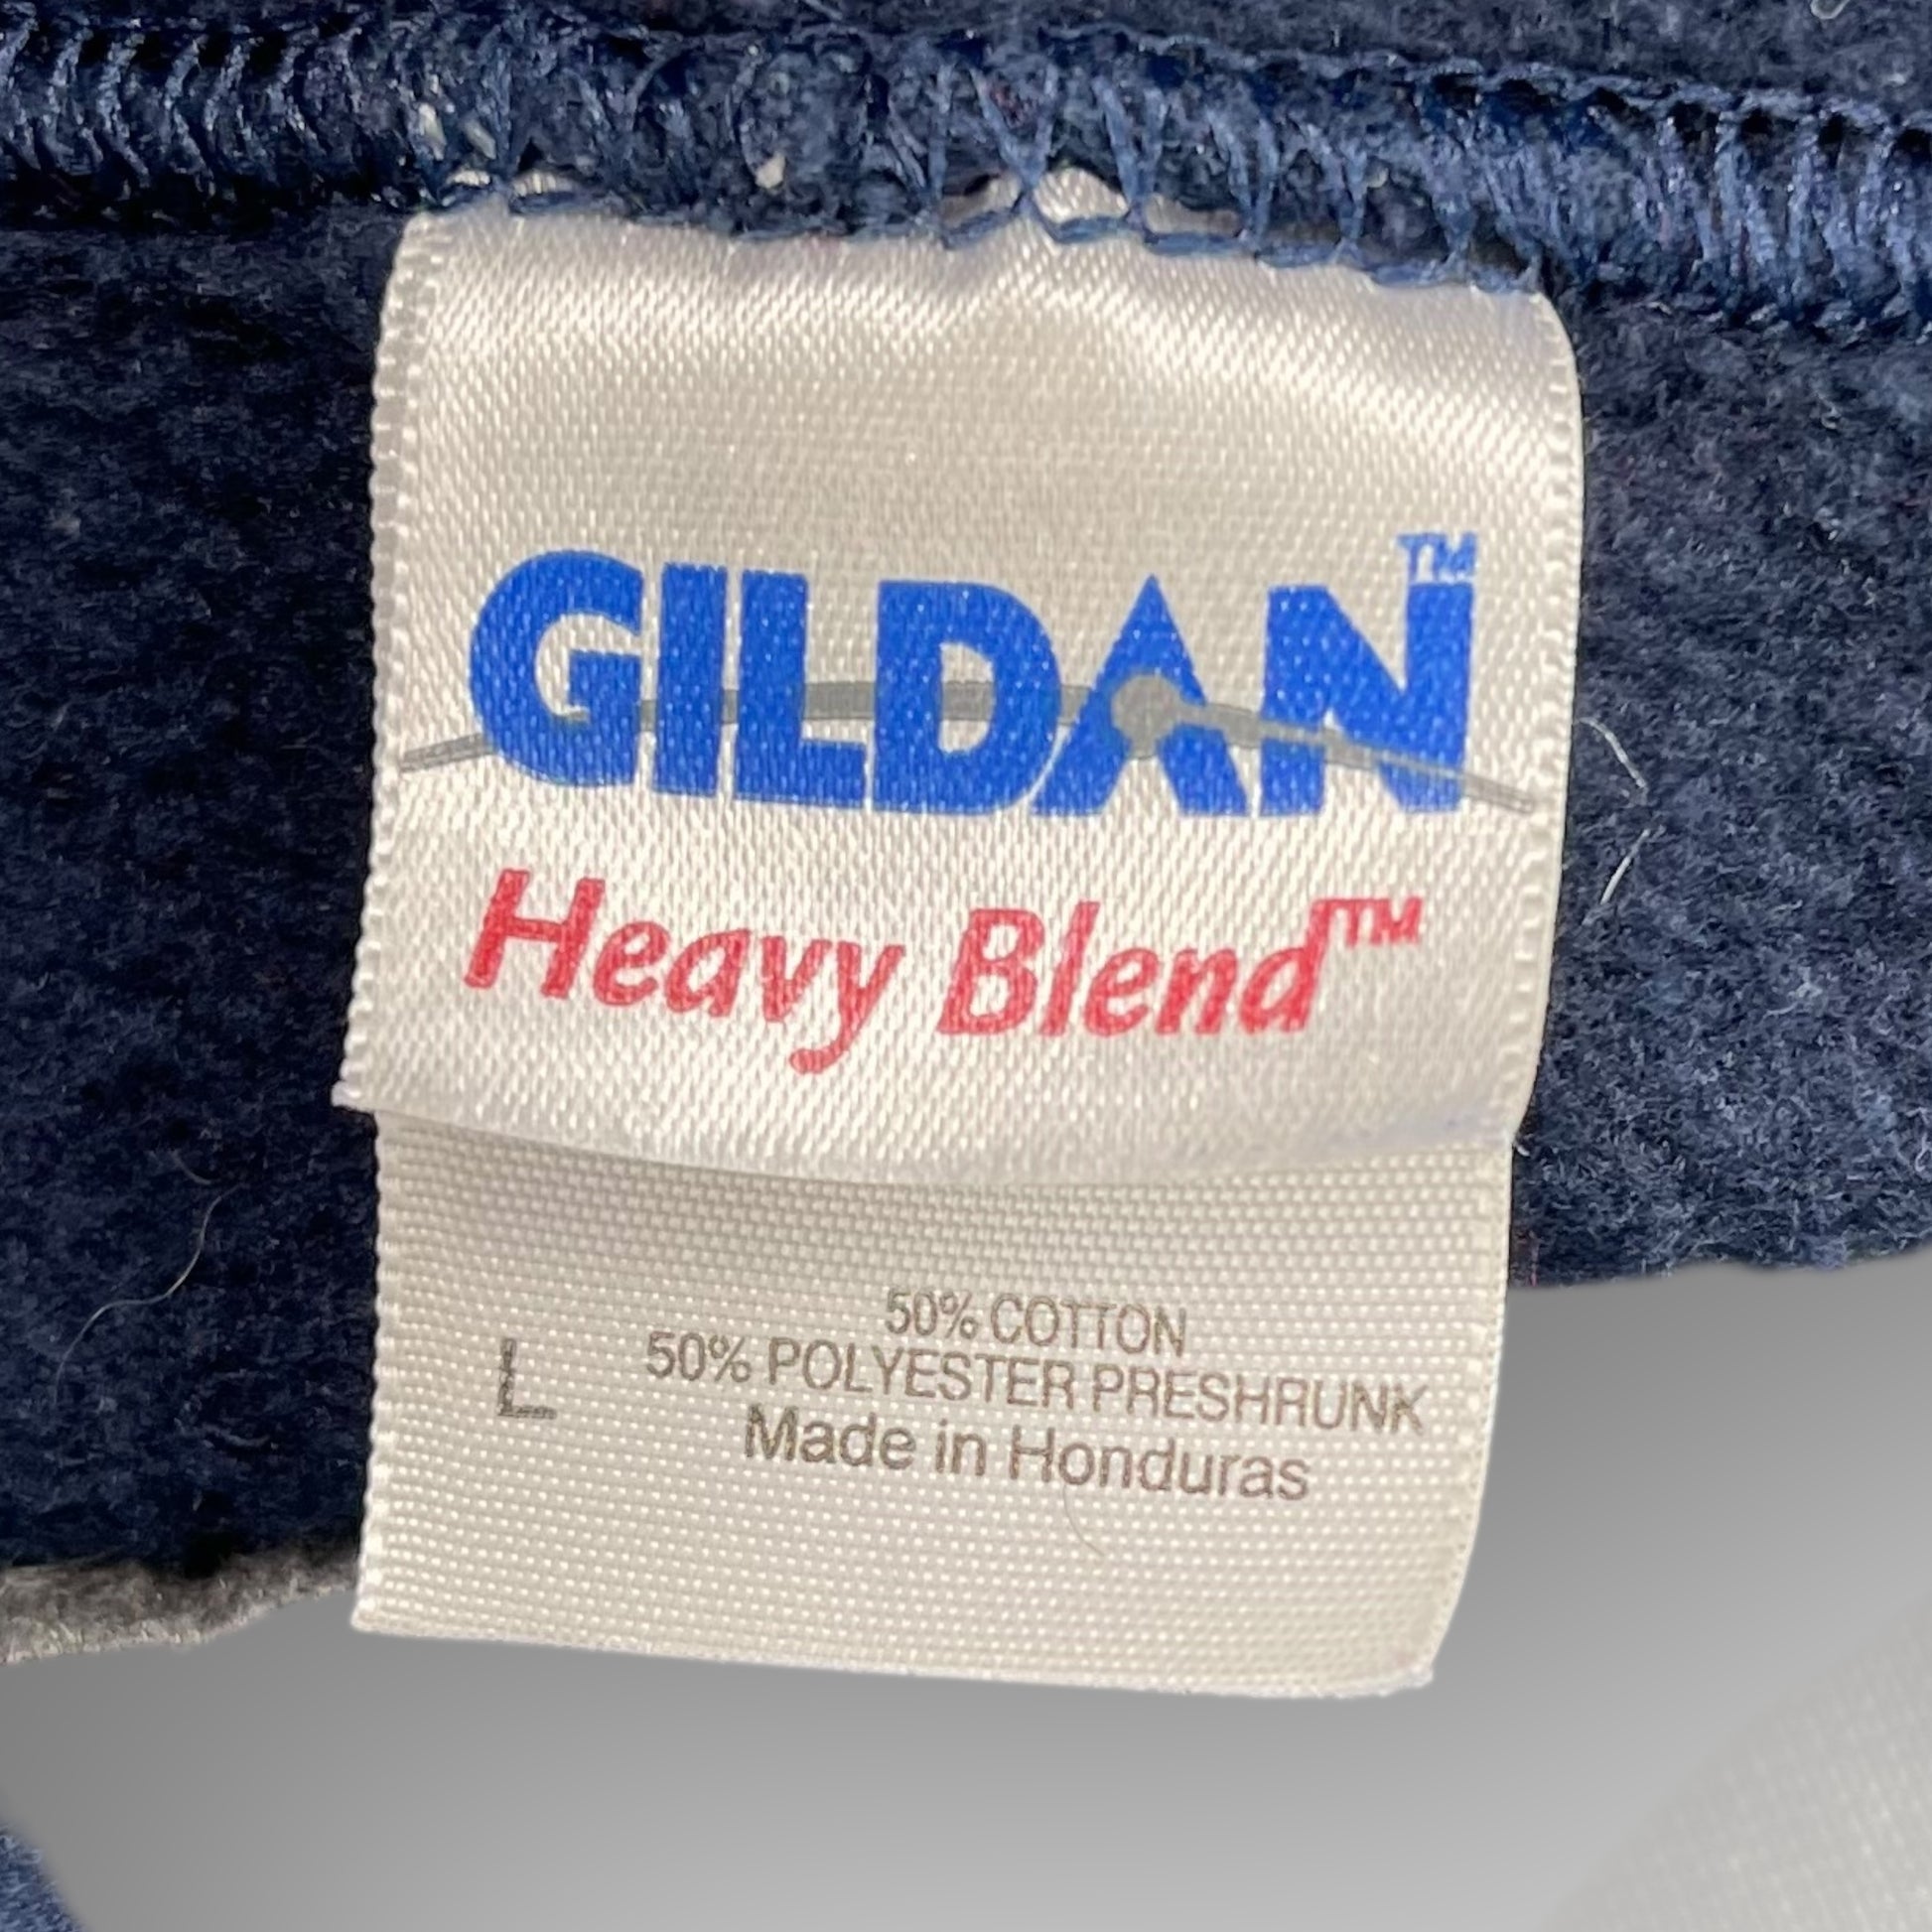 GILDAN™
Heavy Blend™
50% COTTON
L 50% POLYESTER PRESHRUNK
Made in Honduras